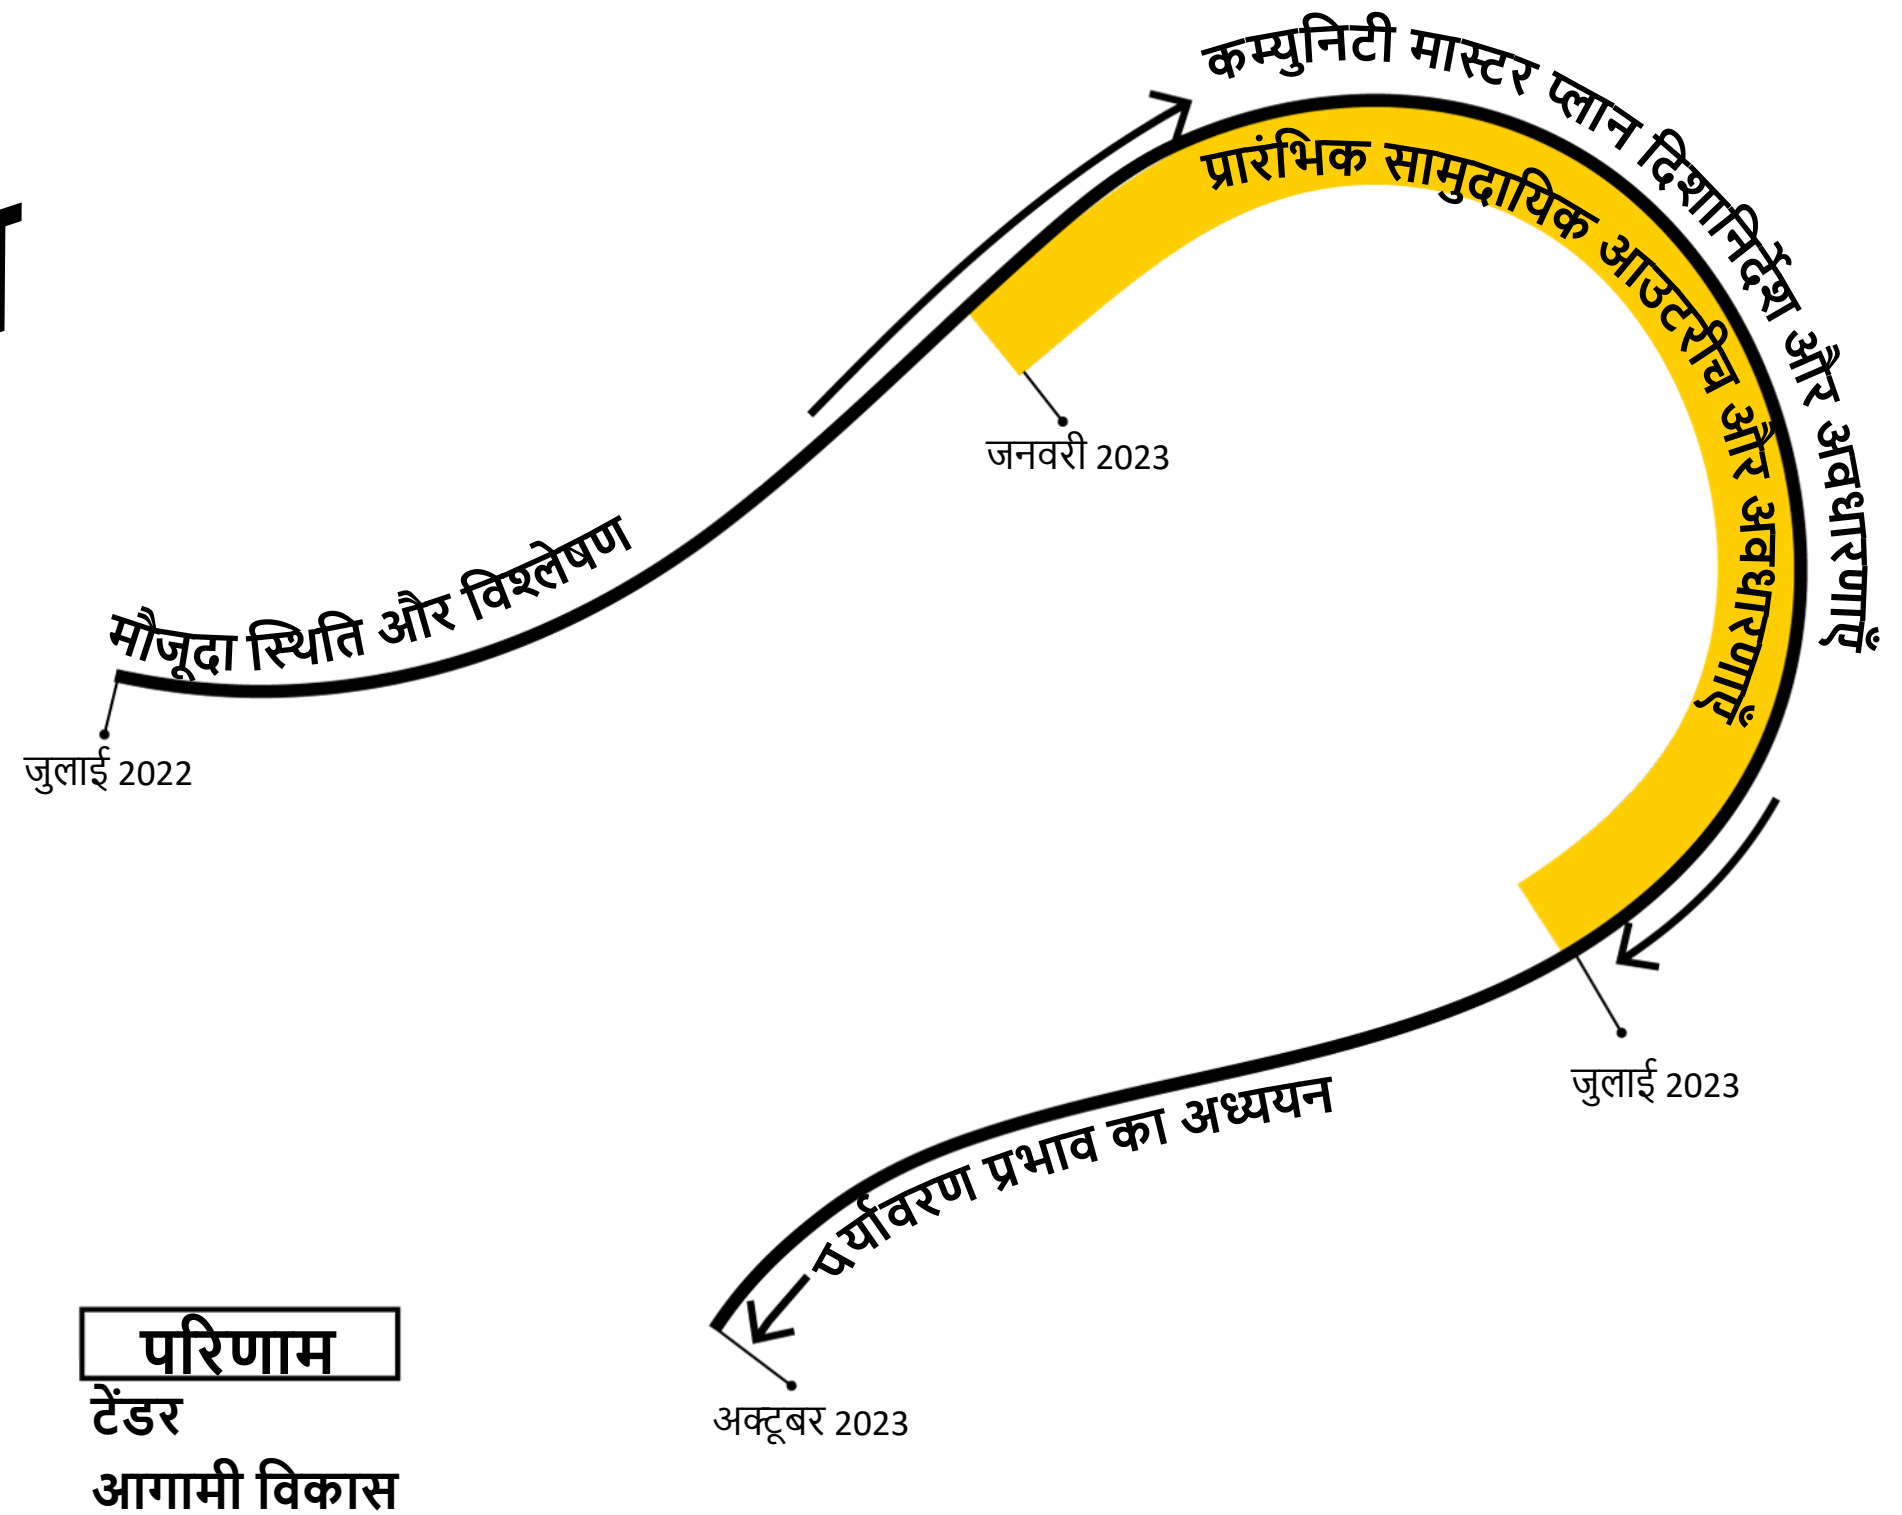 कम्युनिटी मास्टर प्लान दिशानिर्देश और अवधारणाएँ
प्रारंभिक सामुदायिक आउटरीच और अवधारणाएँ
जनवरी 2023
मौजूदा स्थिति और विश्लेषण
जुलाई 2022
जुलाई 2023
पर्यावरण प्रभाव का अध्ययन
अक्टूबर 2023
परिणाम
टेंडर
आगामी विकास